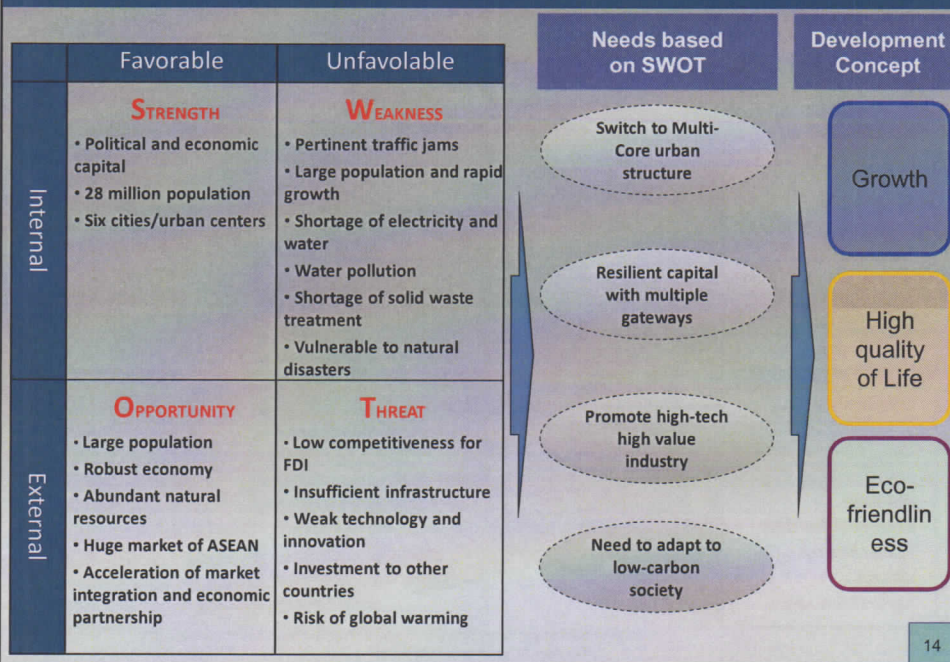 Favorable
Unfavolable
Needs based
on SWOT
Development
Concept
Internal
STRENGTH
• Political and economic
capital
• 28 million population
• Six cities/urban centers
WEAKNESS
• Pertinent traffic jams
• Large population and rapid
growth
• Shortage of electricity and
water
• Water pollution
• Shortage of solid waste
treatment
• Vulnerable to natural
disasters
External
OPPORTUNITY
• Large population
• Robust economy
• Abundant natural
resources
• Huge market of ASEAN
• Acceleration of market
integration and economic
partnership
THREAT
• Low competitiveness for
FDI
• Insufficient infrastructure
• Weak technology and
innovation
• Investment to other
countries
• Risk of global warming
Switch to Multi-
Core urban
structure
Resilient capital
with multiple
gateways
Promote high-tech
high value
industry
Need to adapt to
low-carbon
society
Growth
High
quality
of Life
Eco-
friendlin
ess
14